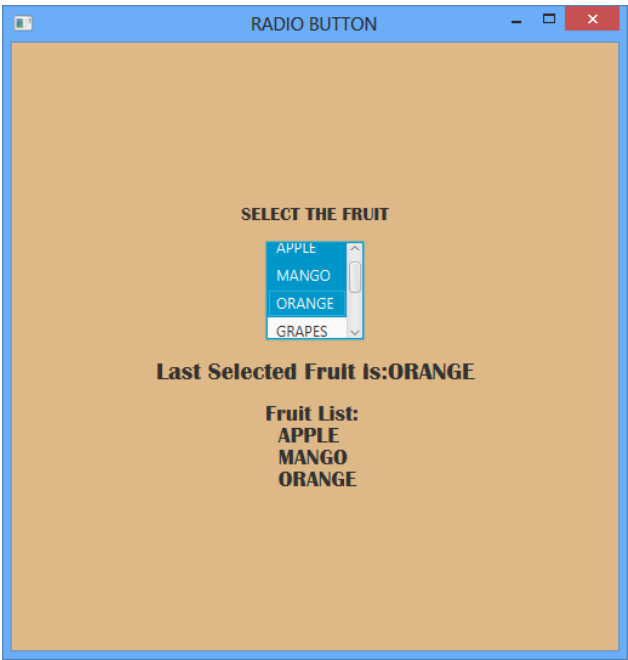 RADIO BUTTON
SELECT THE FRUIT
APPLE
MANGO
ORANGE
GRAPES
Last Selected Fruit is:ORANGE
Fruit List:
APPLE
MANGO
ORANGE